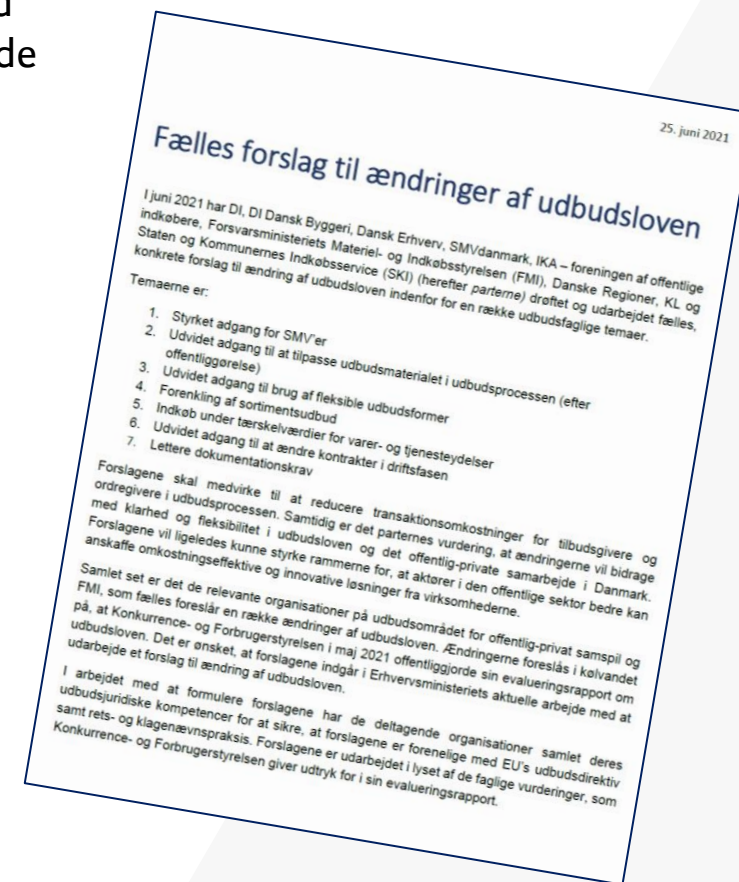 de
25. juni 2021
Fælles forslag til ændringer af udbudsloven
I juni 2021 har DI, DI Dansk Byggeri, Dansk Erhverv, SMVdanmark, IKA – foreningen af offentlige
indkøbere, Forsvarsministeriets Materiel- og Indkøbsstyrelsen (FMI), Danske Regioner, KL og
Staten og Kommunernes Indkøbsservice (SKI) (herefter parterne) drøftet og udarbejdet fælles,
konkrete forslag til ændring af udbudsloven indenfor for en række udbudsfaglige temaer.
Temaerne er:
1. Styrket adgang for SMV'er
2. Udvidet adgang til at tilpasse udbudsmaterialet i udbudsprocessen (efter
offentliggørelse)
3. Udvidet adgang til brug af fleksible udbudsformer
4. Forenkling af sortimentsudbud
5. Indkøb under tærskelværdier for varer- og tjenesteydelser
6. Udvidet adgang til at ændre kontrakter i driftsfasen
7. Lettere dokumentationskrav
Forslagene skal medvirke til at reducere transaktionsomkostninger for tilbudsgivere og
ordregivere i udbudsprocessen. Samtidig er det parternes vurdering, at ændringerne vil bidrage
med klarhed og fleksibilitet i udbudsloven og det offentlig-private samarbejde i Danmark.
Forslagene vil ligeledes kunne styrke rammerne for, at aktører i den offentlige sektor bedre kan
anskaffe omkostningseffektive og innovative løsninger fra virksomhederne.
Samlet set er det de relevante organisationer på udbudsområdet for offentlig-privat samspil og
FMI, som fælles foreslår en række ændringer af udbudsloven. Ændringerne foreslås i kølvandet
på, at Konkurrence- og Forbrugerstyrelsen i maj 2021 offentliggjorde sin evalueringsrapport om
udbudsloven. Det er ønsket, at forslagene indgår i Erhvervsministeriets aktuelle arbejde med at
udarbejde et forslag til ændring af udbudsloven.
I arbejdet med at formulere forslagene har de deltagende organisationer samlet deres
udbudsjuridiske kompetencer for at sikre, at forslagene er forenelige med EU's udbudsdirektiv
samt rets- og klagenævnspraksis. Forslagene er udarbejdet i lyset af de faglige vurderinger, som
Konkurrence- og Forbrugerstyrelsen giver udtryk for i sin evalueringsrapport.